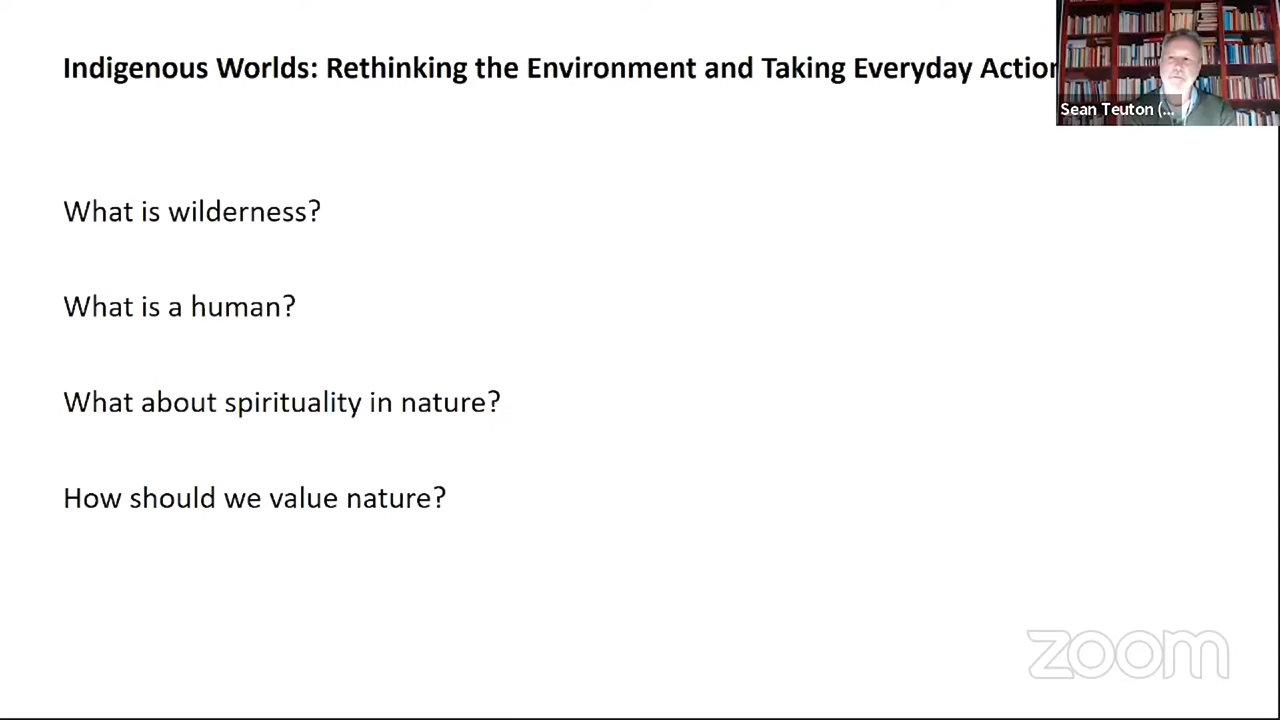 Indigenous Worlds: Rethinking the Environment and Taking Everyday Action
Sean Teuton (...
What is wilderness?
What is a human?
What about spirituality in nature?
How should we value nature?
zoom